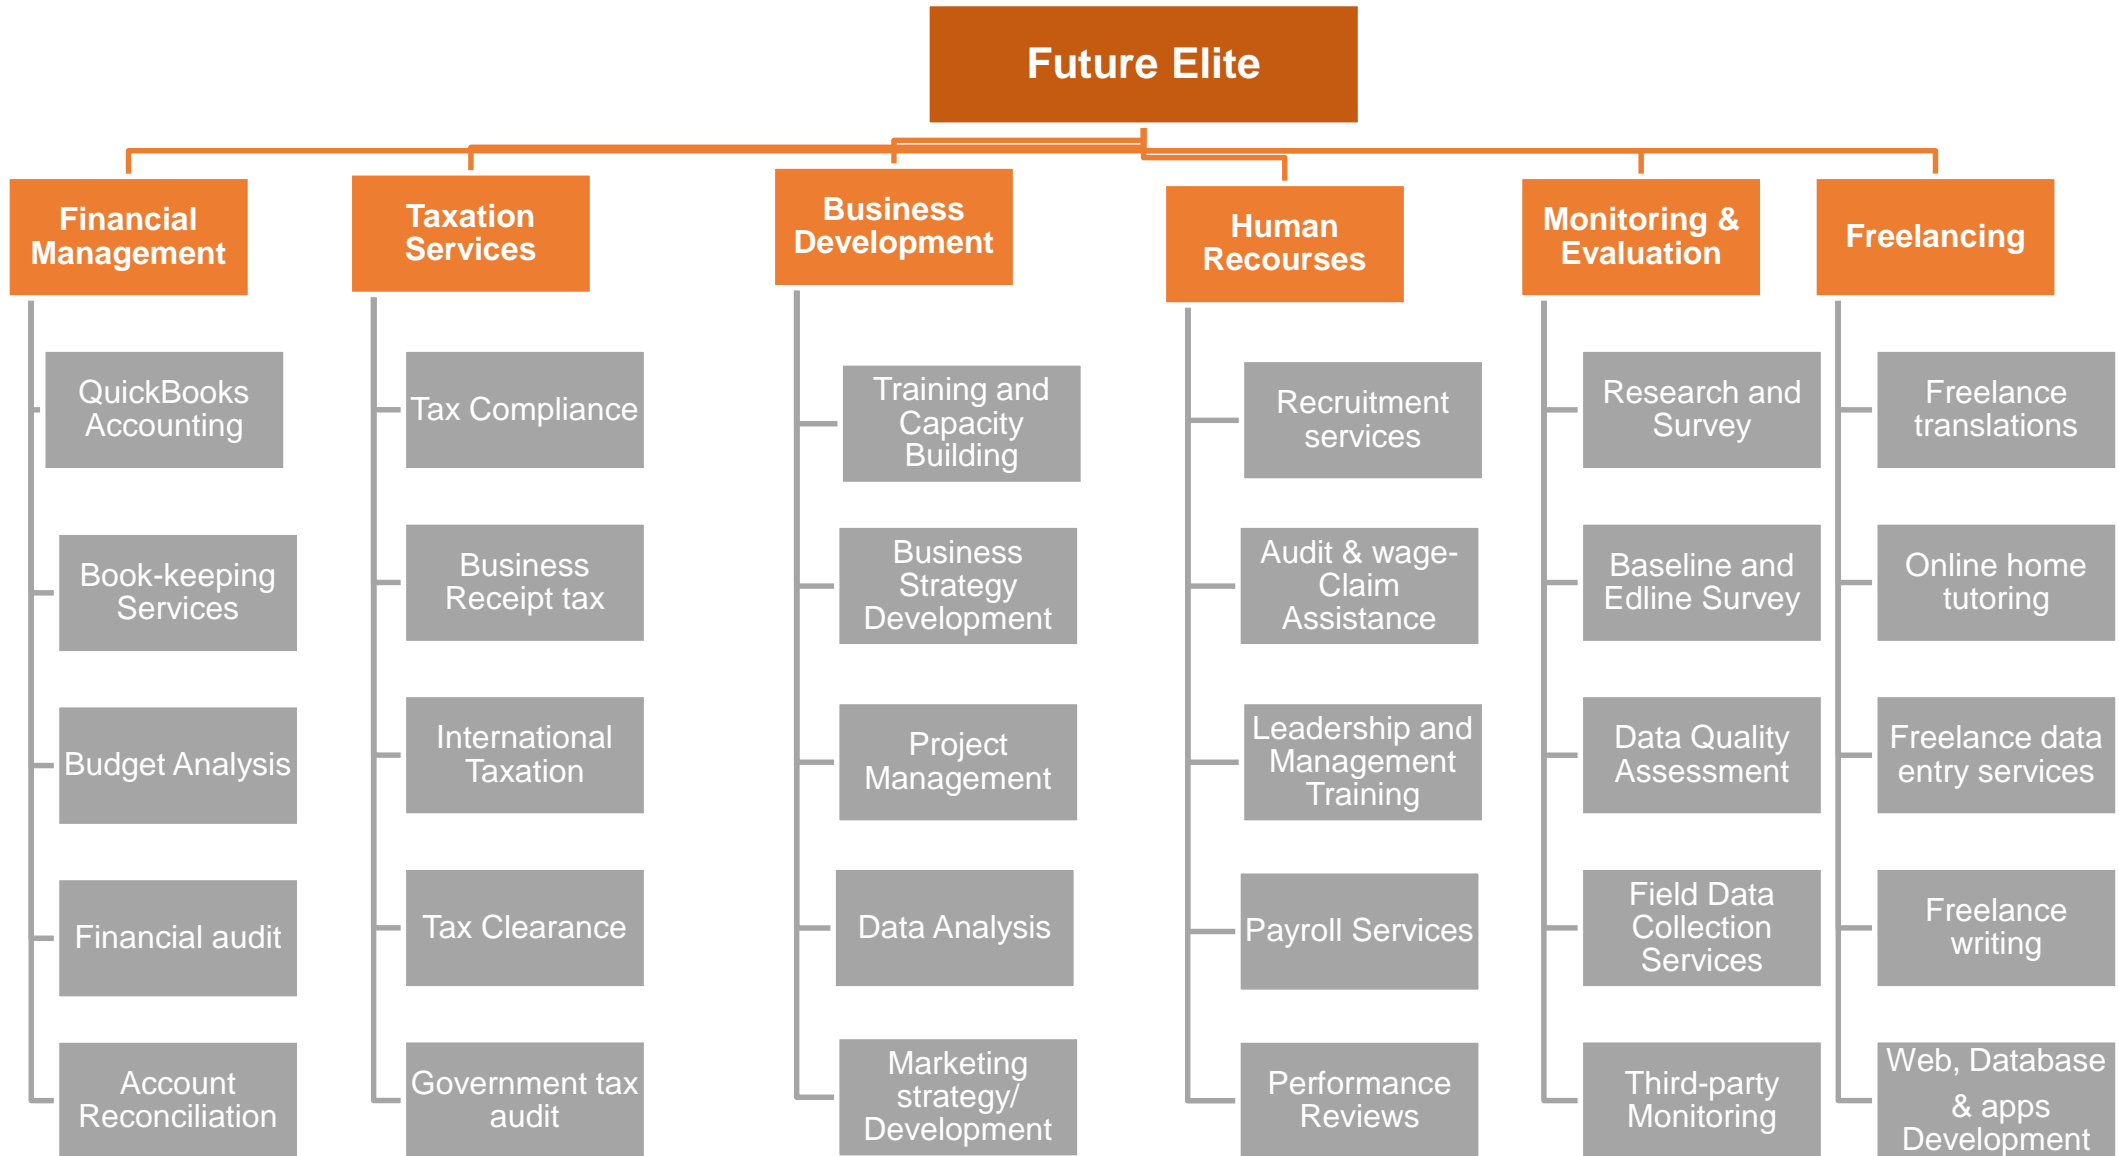 Future Elite
Financial
Management
Taxation
Services
Business
Development
Human
Recourses
Monitoring &
Evaluation
Freelancing
QuickBooks
Accounting
Book-keeping
Services
Budget Analysis
Financial audit
Account
Reconciliation
Tax Compliance
Business
Receipt tax
International
Taxation
Tax Clearance
Government tax
audit
Training and
Capacity
Building
Business
Strategy
Development
Project
Management
Data Analysis
Marketing
strategy/
Development
Recruitment
services
Audit & wage-
Claim
Assistance
Leadership and
Management
Training
Payroll Services
Performance
Reviews
Research and
Survey
Baseline and
Edline Survey
Data Quality
Assessment
Field Data
Collection
Services
Third-party
Monitoring
Freelance
translations
Online home
tutoring
Freelance data
entry services
Freelance
writing
Web, Database
& apps
Development